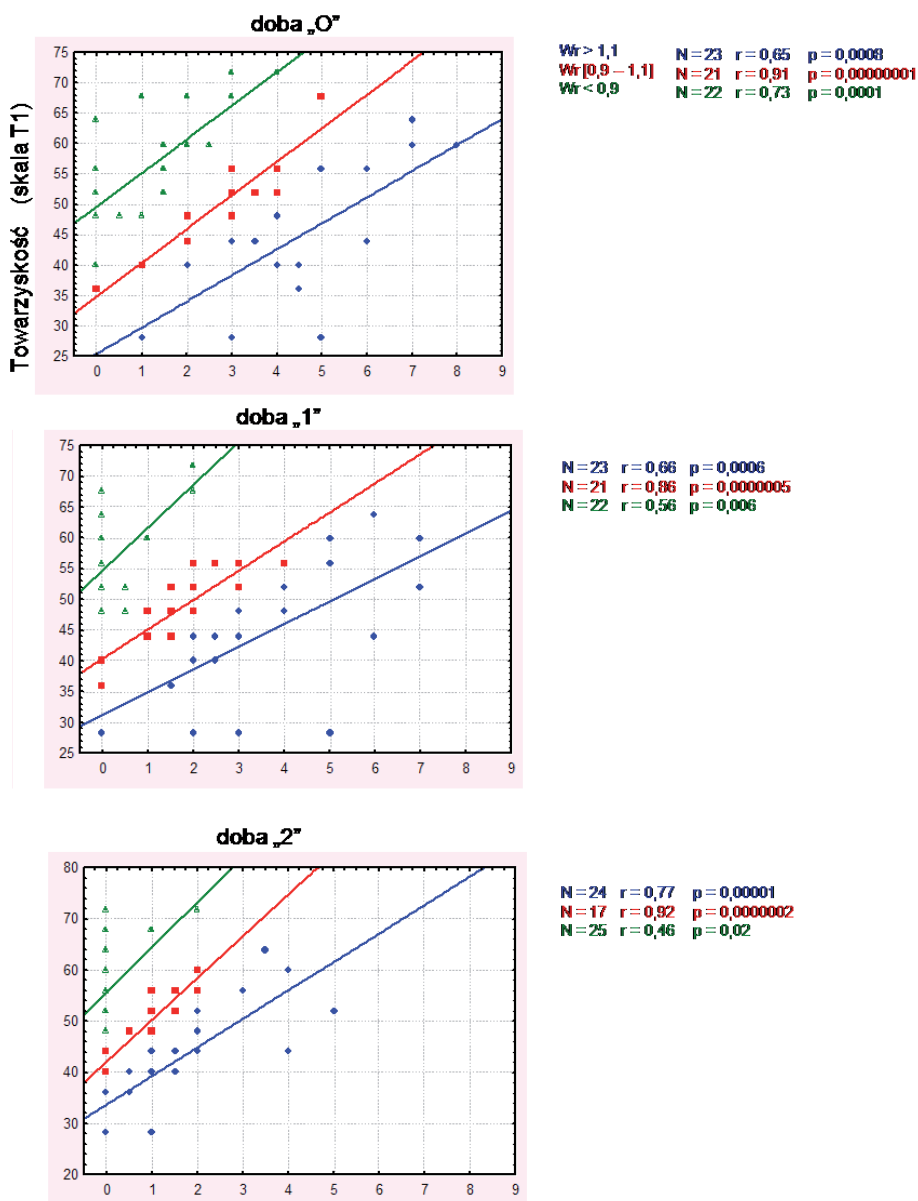 doba „O”
Wr > 1,1 N = 23 r = 0,65 p = 0,0008
Wr [0,9 – 1,1] N = 21 r = 0,91 p = 0,00000001
Wr < 0,9 N = 22 r = 0,73 p = 0,0001
Towarzyskość (skala T1)
75
70
65
60
55
50
45
40
35
30
25
0 1 2 3 4 5 6 7 8 9
doba „1”
N = 23 r = 0,66 p = 0,0006
N = 21 r = 0,86 p = 0,0000005
N = 22 r = 0,56 p = 0,006
75
70
65
60
55
50
45
40
35
30
25
0 1 2 3 4 5 6 7 8 9
doba „2”
N = 24 r = 0,77 p = 0,00001
N = 17 r = 0,92 p = 0,0000002
N = 25 r = 0,46 p = 0,02
80
70
60
50
40
30
20
0 1 2 3 4 5 6 7 8 9